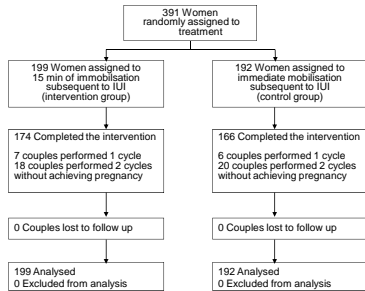 391 Women
randomly assigned to
treatment
199 Women assigned to
15 min of immobilisation
subsequent to IUI
(intervention group)
192 Women assigned to
immediate mobilisation
subsequent to IUI
(control group)
174 Completed the intervention
7 couples performed 1 cycle
18 couples performed 2 cycles
without achieving pregnancy
166 Completed the intervention
6 couples performed 1 cycle
20 couples performed 2 cycles
without achieving pregnancy
0 Couples lost to follow up
0 Couples lost to follow up
199 Analysed
0 Excluded from analysis
192 Analysed
0 Excluded from analysis